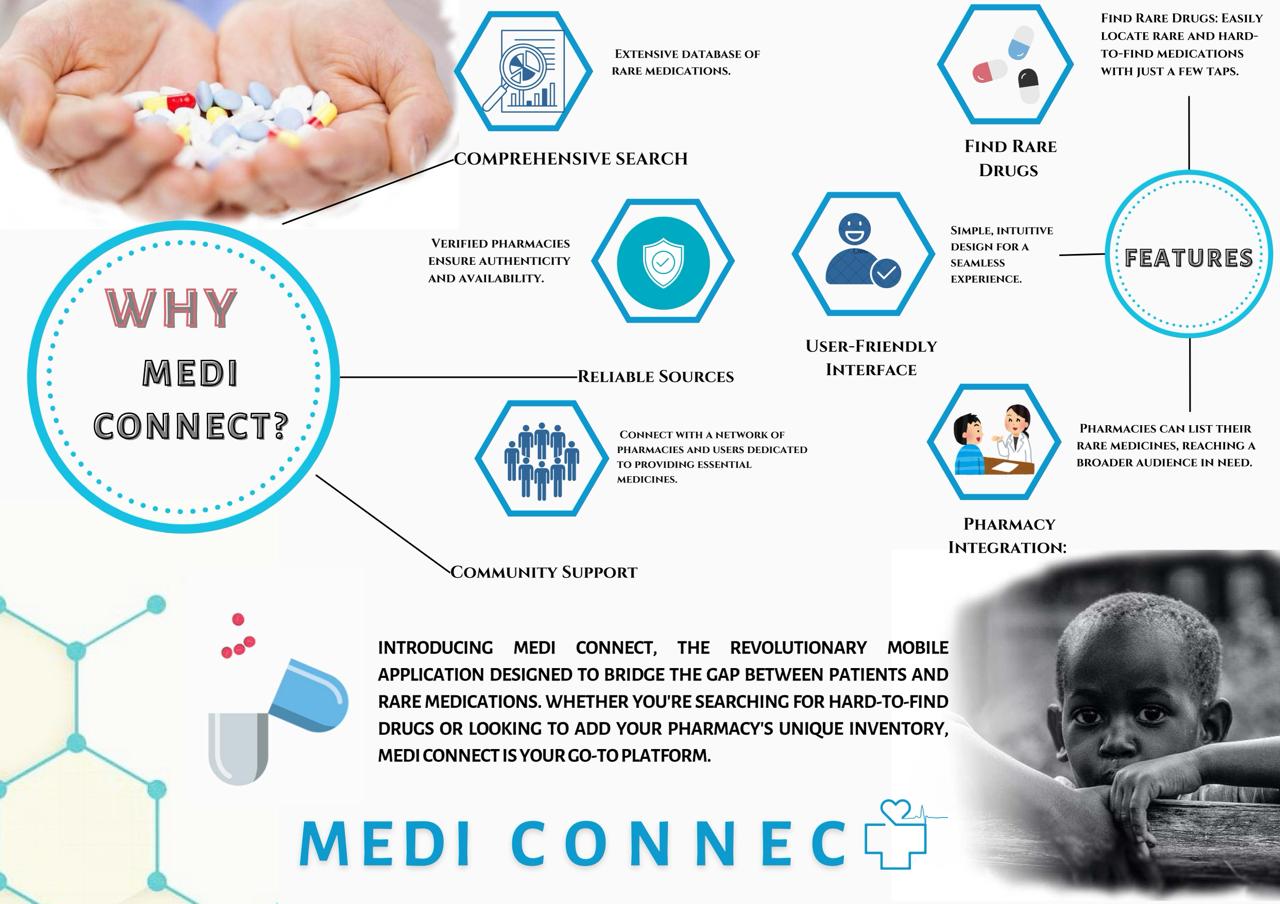 Extensive database of
rare medications.
Comprehensive Search
Verified pharmacies
ensure authenticity
and availability.
Reliable Sources
Connect with a network of
pharmacies and users dedicated
to providing essential
medicines.
Community Support
WHY
MEDI
CONNECT?
Find Rare Drugs: Easily
locate rare and hard-
to-find medications
with just a few taps.
Find Rare
Drugs
Simple, intuitive
design for a
seamless
experience.
User-Friendly
Interface
FEATURES
Pharmacies can list their
rare medicines, reaching a
broader audience in need.
Pharmacy
Integration:
INTRODUCING MEDI CONNECT, THE REVOLUTIONARY MOBILE
APPLICATION DESIGNED TO BRIDGE THE GAP BETWEEN PATIENTS AND
RARE MEDICATIONS. WHETHER YOU'RE SEARCHING FOR HARD-TO-FIND
DRUGS OR LOOKING TO ADD YOUR PHARMACY'S UNIQUE INVENTORY,
MEDI CONNECT IS YOUR GO-TO PLATFORM.
MEDI CONNEC